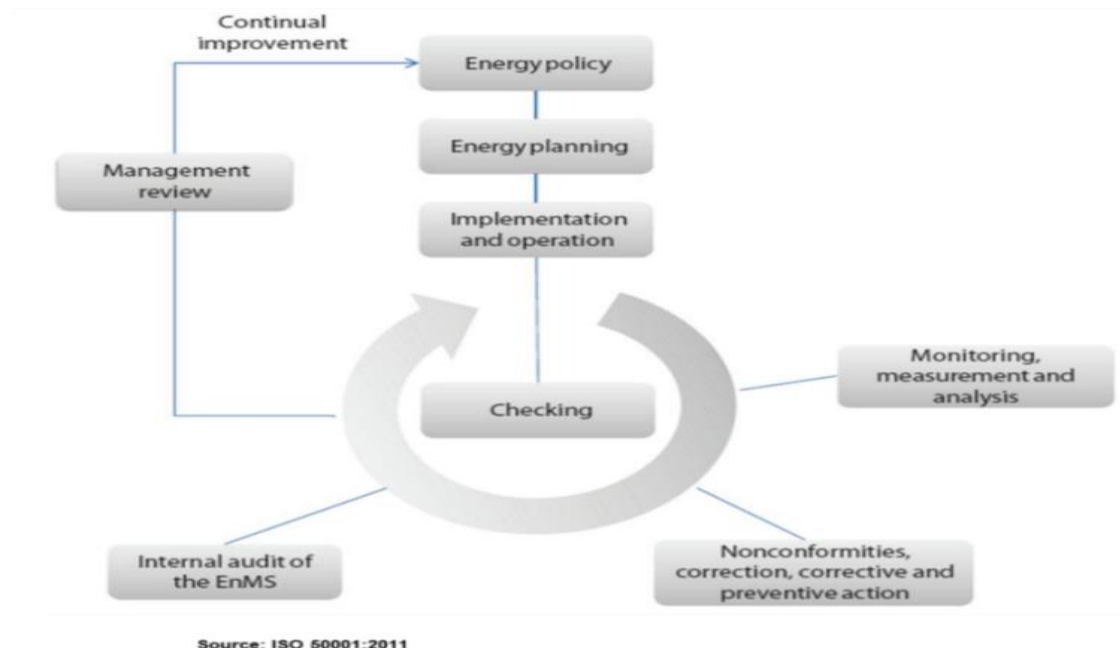 Continual
improvement
Energy policy
Energy planning
Management
review
Implementation
and operation
Monitoring,
measurement and
analysis
Checking
Internal audit of
the EnMS
Nonconformities,
correction, corrective and
preventive action
Source: ISO 50001:2011